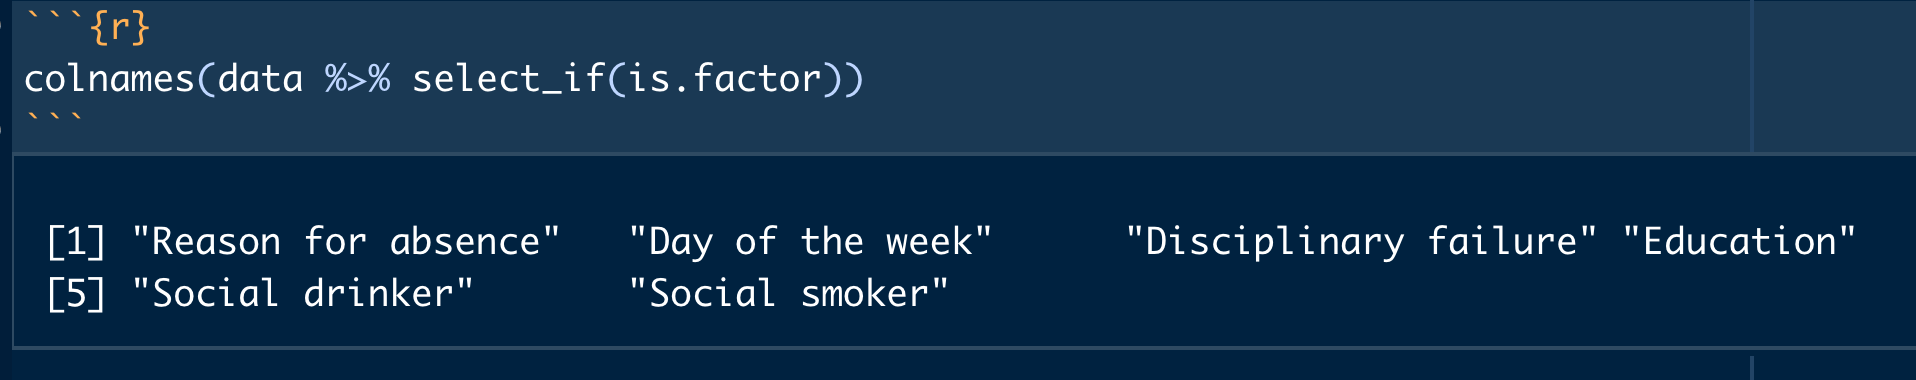 ```{r}
colnames(data %>% select_if(is.factor))
```
[1] "Reason for absence"   "Day of the week"      "Disciplinary failure" "Education"
[5] "Social drinker"       "Social smoker"